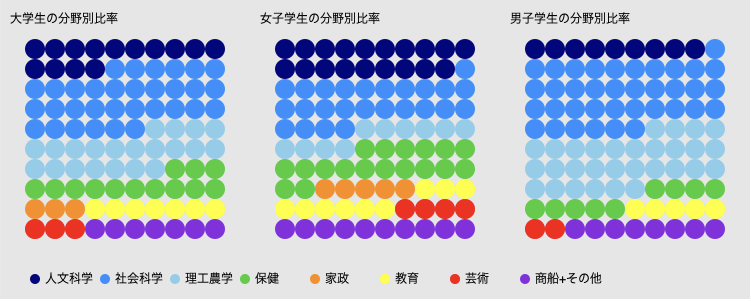 大学生の分野別比率
女子学生の分野別比率
男子学生の分野別比率
人文科学 社会科学 理工農学 保健 家政 教育 芸術 商船+その他